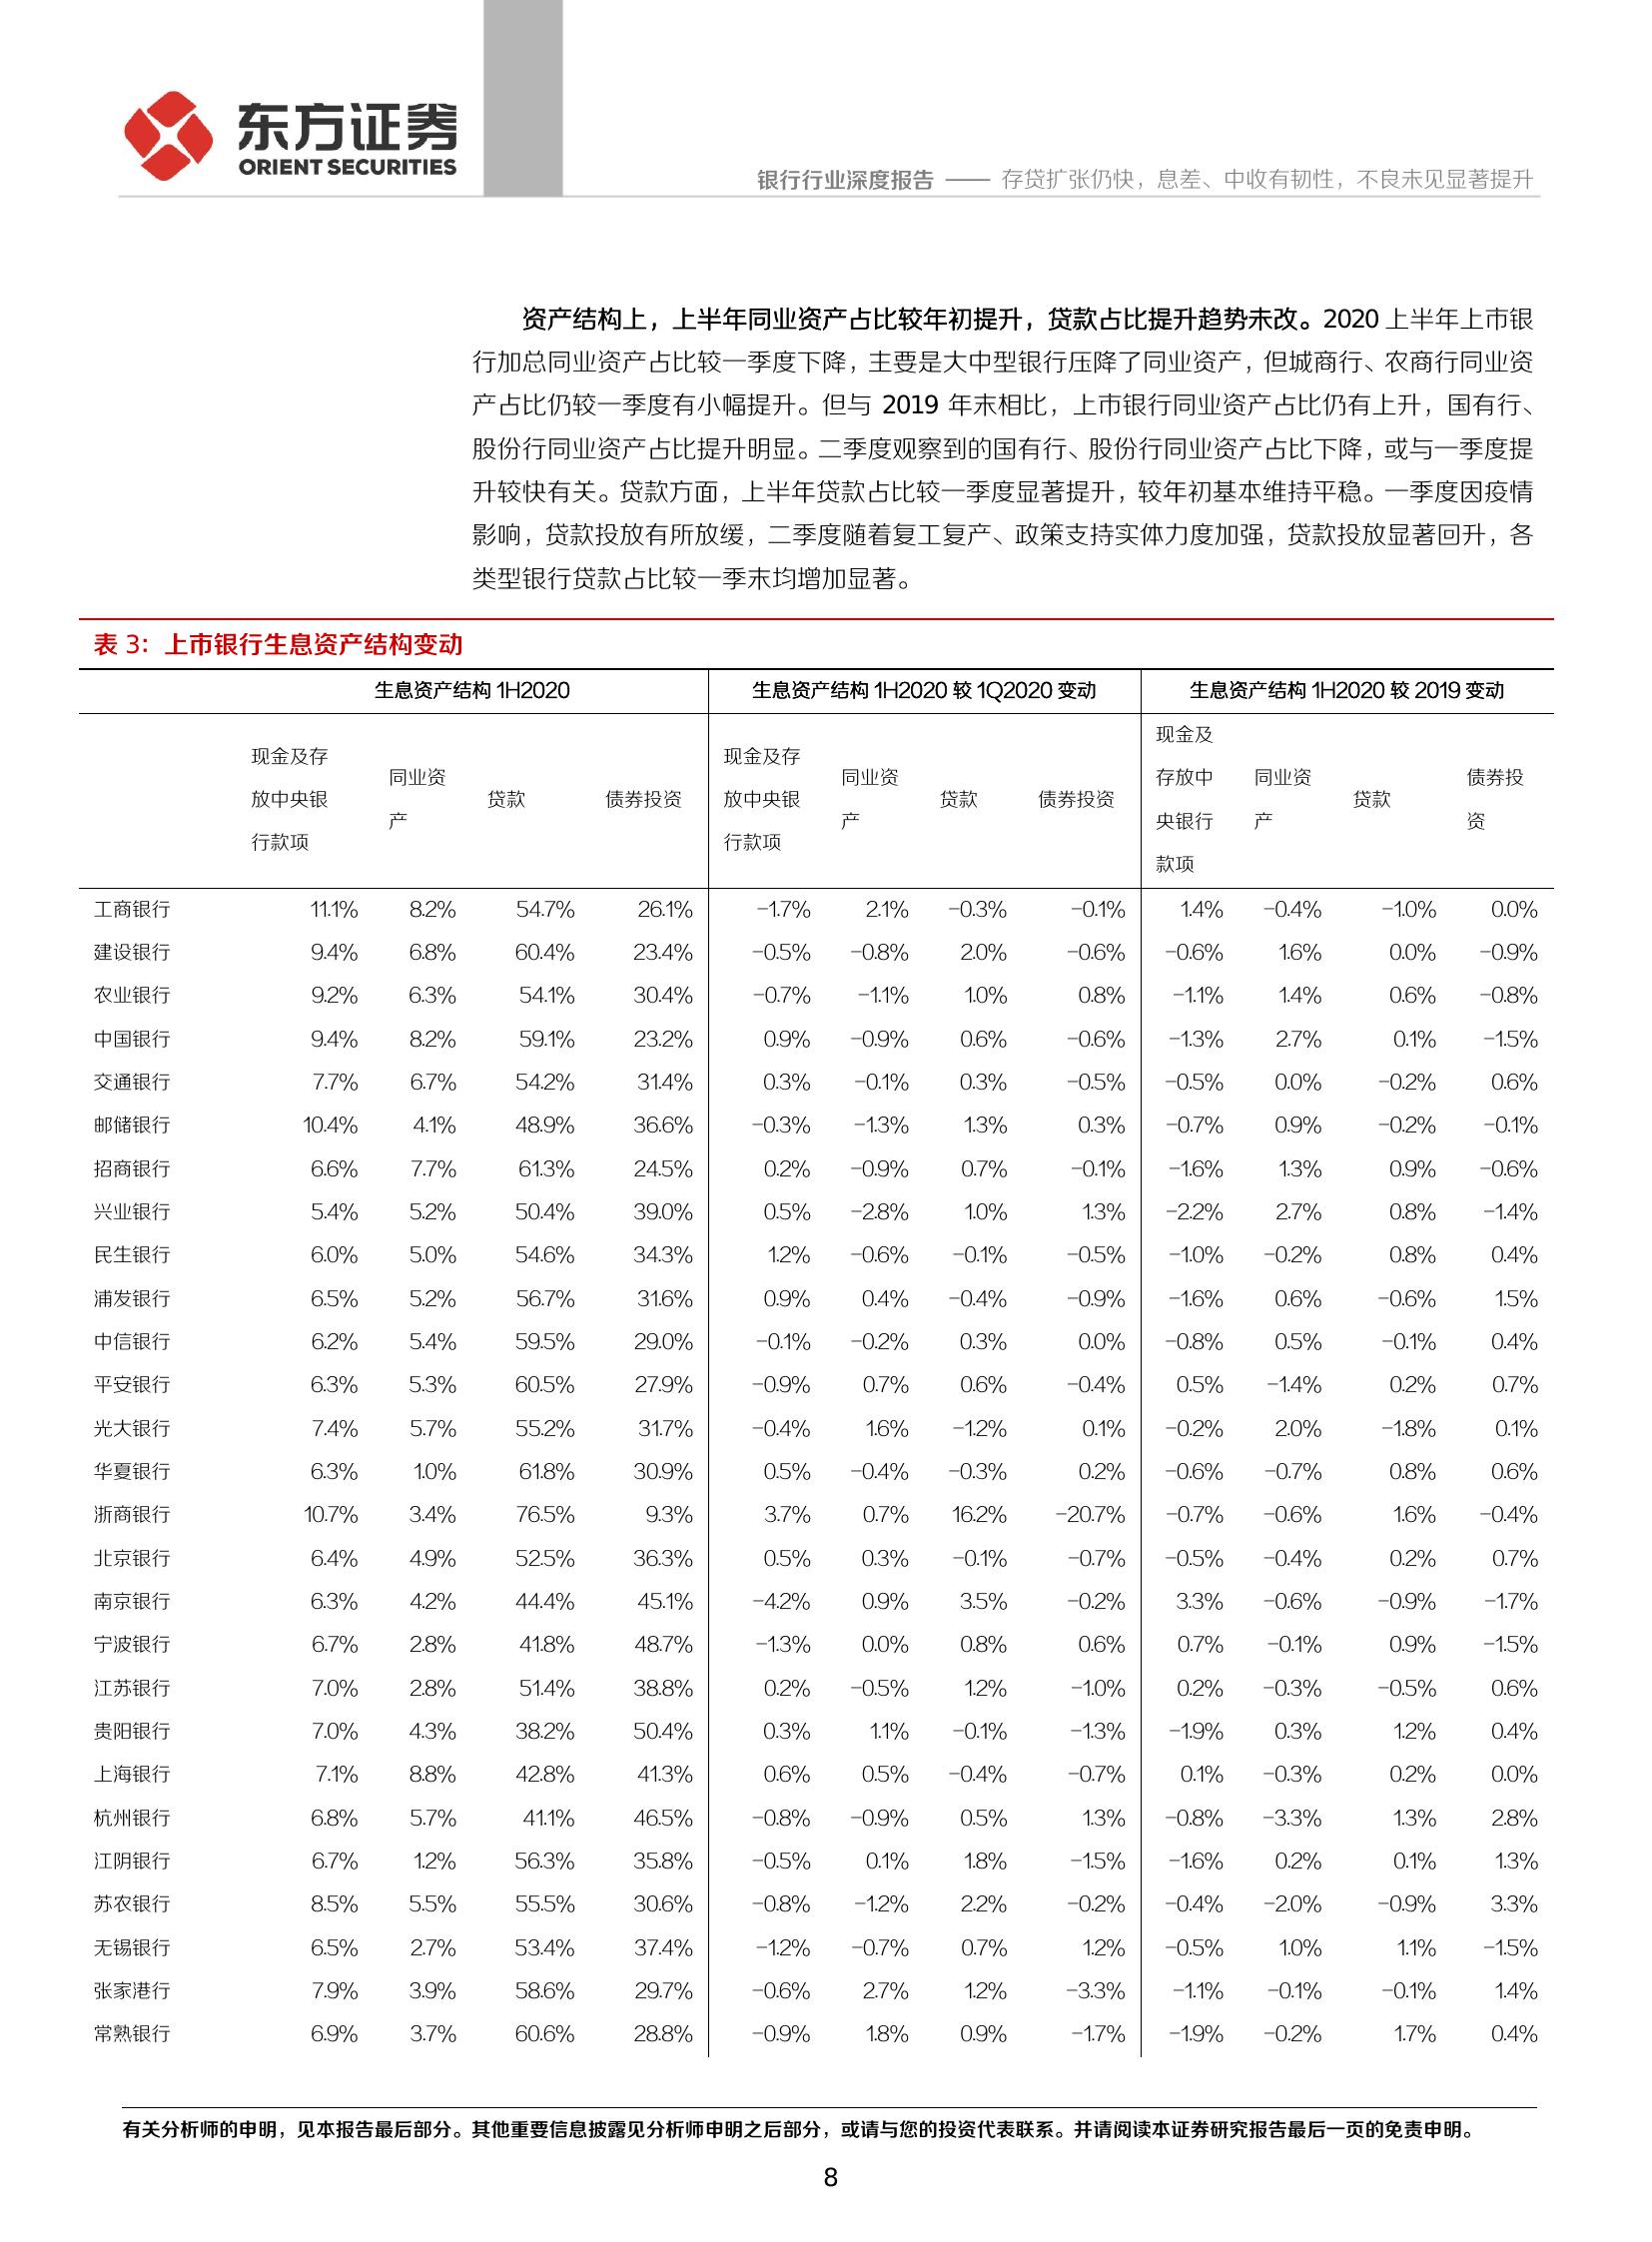 东方证券
ORIENT SECURITIES
银行行业深度报告 —— 存贷扩张仍快，息差、中收有韧性，不良未见显著提升
资产结构上，上半年同业资产占比较年初提升，贷款占比提升趋势未改。2020 上半年上市银
行加总同业资产占比较一季度下降，主要是大中型银行压降了同业资产，但城商行、农商行同业资
产占比仍较一季度有小幅提升。但与 2019 年末相比，上市银行同业资产占比仍有上升，国有行、
股份行同业资产占比提升明显。二季度观察到的国有行、股份行同业资产占比下降，或与一季度提
升较快有关。贷款方面，上半年贷款占比较一季度显著提升，较年初基本维持平稳。一季度因疫情
影响，贷款投放有所放缓，二季度随着复工复产、政策支持实体力度加强，贷款投放显著回升，各
类型银行贷款占比较一季末均增加显著。
表 3：上市银行生息资产结构变动
生息资产结构 1H2020 生息资产结构 1H2020 较 1Q2020 变动 生息资产结构 1H2020 较 2019 变动
现金及存放中央银行款项 同业资产 贷款 债券投资 现金及存放中央银行款项 同业资产 贷款 债券投资 现金及存放中央银行款项 同业资产 贷款 债券投资
工商银行 11.1% 8.2% 54.7% 26.1% -1.7% 2.1% -0.3% -0.1% 1.4% -0.4% -1.0% 0.0%
建设银行 9.4% 6.8% 60.4% 23.4% -0.5% -0.8% 2.0% -0.6% -0.6% 1.6% 0.0% -0.9%
农业银行 9.2% 6.3% 54.1% 30.4% -0.7% -1.1% 1.0% 0.8% -1.1% 1.4% 0.6% -0.8%
中国银行 9.4% 8.2% 59.1% 23.2% 0.9% -0.9% 0.6% -0.6% -1.3% 2.7% 0.1% -1.5%
交通银行 7.7% 6.7% 54.2% 31.4% 0.3% -0.1% 0.3% -0.5% -0.5% 0.0% -0.2% 0.6%
邮储银行 10.4% 4.1% 48.9% 36.6% -0.3% -1.3% 1.3% 0.3% -0.7% 0.9% -0.2% -0.1%
招商银行 6.6% 7.7% 61.3% 24.5% 0.2% -0.9% 0.7% -0.1% -1.6% 1.3% 0.9% -0.6%
兴业银行 5.4% 5.2% 50.4% 39.0% 0.5% -2.8% 1.0% 1.3% -2.2% 2.7% 0.8% -1.4%
民生银行 6.0% 5.0% 54.6% 34.3% 1.2% -0.6% -0.1% -0.5% -1.0% -0.2% 0.8% 0.4%
浦发银行 6.5% 5.2% 56.7% 31.6% 0.9% 0.4% -0.4% -0.9% -1.6% 0.6% -0.6% 1.5%
中信银行 6.2% 5.4% 59.5% 29.0% -0.1% -0.2% 0.3% 0.0% -0.8% 0.5% -0.1% 0.4%
平安银行 6.3% 5.3% 60.5% 27.9% -0.9% 0.7% 0.6% -0.4% 0.5% -1.4% 0.2% 0.7%
光大银行 7.4% 5.7% 55.2% 31.7% -0.4% 1.6% -1.2% 0.1% -0.2% 2.0% -1.8% 0.1%
华夏银行 6.3% 1.0% 61.8% 30.9% 0.5% -0.4% -0.3% 0.2% -0.6% -0.7% 0.8% 0.6%
浙商银行 10.7% 3.4% 76.5% 9.3% 3.7% 0.7% 16.2% -20.7% -0.7% -0.6% 1.6% -0.4%
北京银行 6.4% 4.9% 52.5% 36.3% 0.5% 0.3% -0.1% -0.7% -0.5% -0.4% 0.2% 0.7%
南京银行 6.3% 4.2% 44.4% 45.1% -4.2% 0.9% 3.5% -0.2% 3.3% -0.6% -0.9% -1.7%
宁波银行 6.7% 2.8% 41.8% 48.7% -1.3% 0.0% 0.8% 0.6% 0.7% -0.1% 0.9% -1.5%
江苏银行 7.0% 2.8% 51.4% 38.8% 0.2% -0.5% 1.2% -1.0% 0.2% -0.3% -0.5% 0.6%
贵阳银行 7.0% 4.3% 38.2% 50.4% 0.3% 1.1% -0.1% -1.3% -1.9% 0.3% 1.2% 0.4%
上海银行 7.1% 8.8% 42.8% 41.3% 0.6% 0.5% -0.4% -0.7% 0.1% -0.3% 0.2% 0.0%
杭州银行 6.8% 5.7% 41.1% 46.5% -0.8% -0.9% 0.5% 1.3% -0.8% -3.3% 1.3% 2.8%
江阴银行 6.7% 1.2% 56.3% 35.8% -0.5% 0.1% 1.8% -1.5% -1.6% 0.2% 0.1% 1.3%
苏农银行 8.5% 5.5% 55.5% 30.6% -0.8% -1.2% 2.2% -0.2% -0.4% -2.0% -0.9% 3.3%
无锡银行 6.5% 2.7% 53.4% 37.4% -1.2% -0.7% 0.7% 1.2% -0.5% 1.0% 1.1% -1.5%
张家港行 7.9% 3.9% 58.6% 29.7% -0.6% 2.7% 1.2% -3.3% -1.1% -0.1% -0.1% 1.4%
常熟银行 6.9% 3.7% 60.6% 28.8% -0.9% 1.8% 0.9% -1.7% -1.9% -0.2% 1.7% 0.4%
有关分析师的申明，见本报告最后部分。其他重要信息披露见分析师申明之后部分，或请与您的投资代表联系。并请阅读本证券研究报告最后一页的免责申明。
8